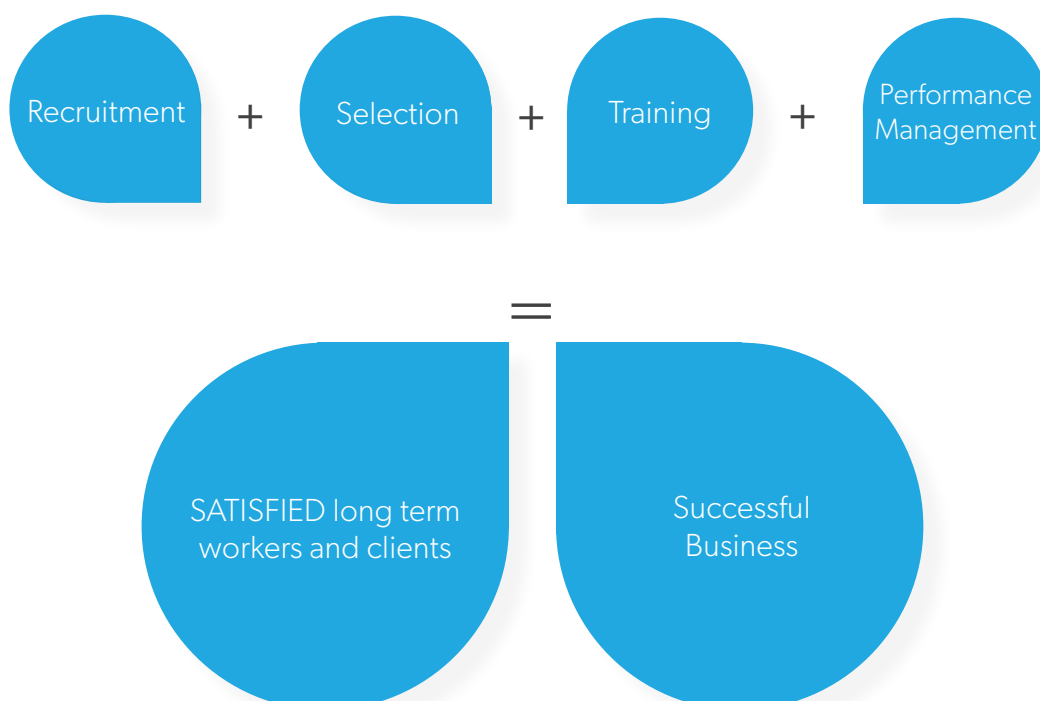 Recruitment + Selection + Training + Performance
Management
=
SATISFIED long term
workers and clients
Successful
Business